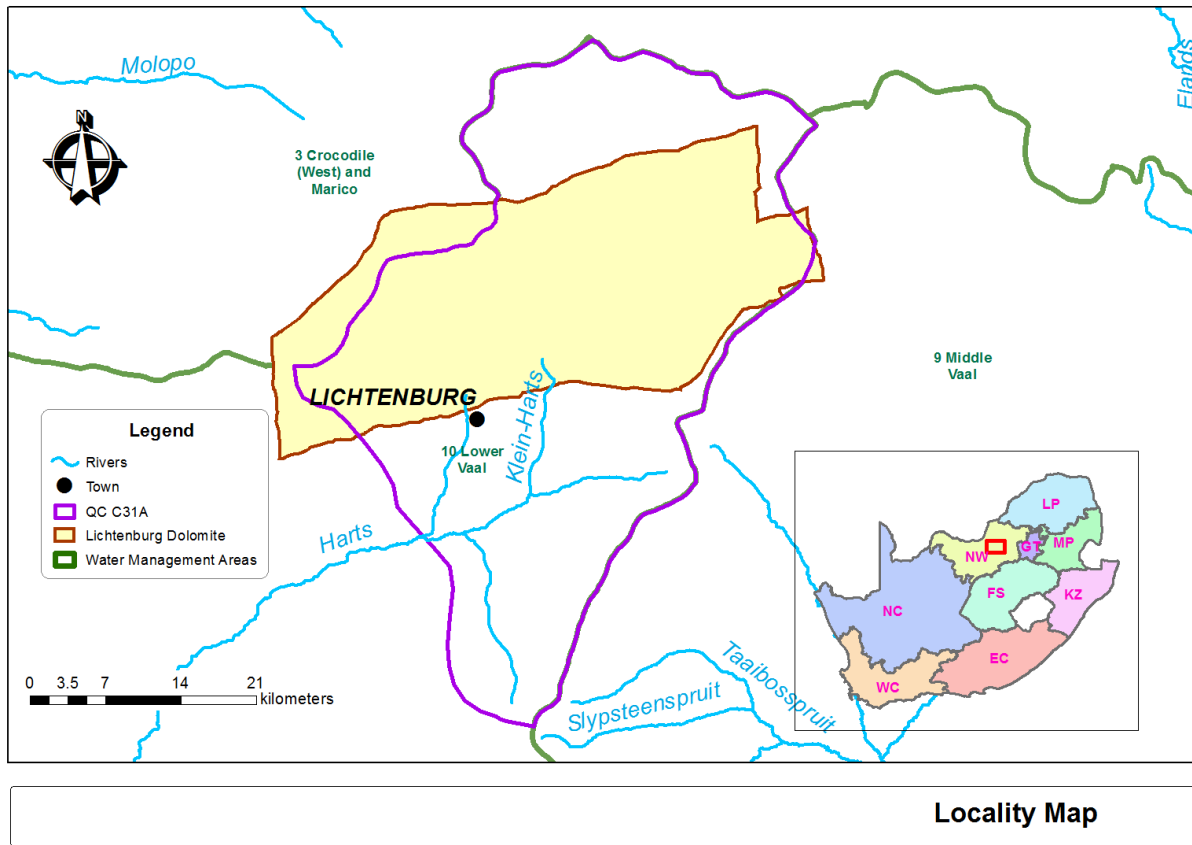 Molopo
Elands
N
3 Crocodile
(West) and
Marico
9 Middle
Vaal
LICHTENBURG
Klein-Harts
10 Lower
Vaal
Harts
Legend
Rivers
Town
QC C31A
Lichtenburg Dolomite
Water Management Areas
LP
NW
GT
MP
FS
KZ
NC
EC
WC
Taaibosspruit
Slypsteenspruit
0 3.5 7 14 21
kilometers
Locality Map